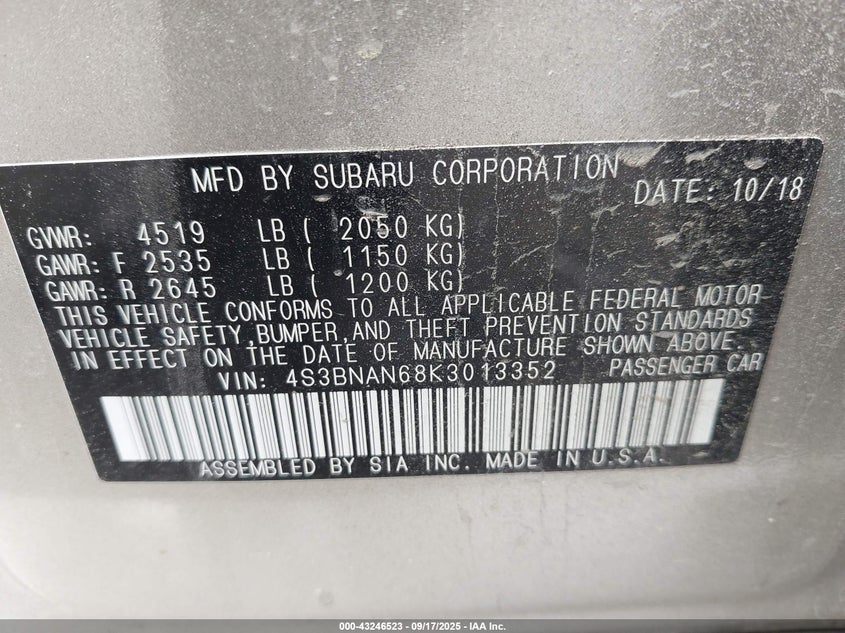 MFD BY SUBARU CORPORATION DATE: 10/18
GVWR: 4519 LB ( 2050 KG)
GAWR: F 2535 LB ( 1150 KG)
GAWR: R 2645 LB ( 1200 KG)
THIS VEHICLE CONFORMS TO ALL APPLICABLE FEDERAL MOTOR
VEHICLE SAFETY,BUMPER,AND THEFT PREVENTION STANDARDS
IN EFFECT ON THE DATE OF MANUFACTURE SHOWN ABOVE.
VIN: 4S3BNAN68K3013352 PASSENGER CAR
ASSEMBLED BY SIA INC. MADE IN U.S.A.
000-43246523 - 09/17/2025 - IAA Inc.